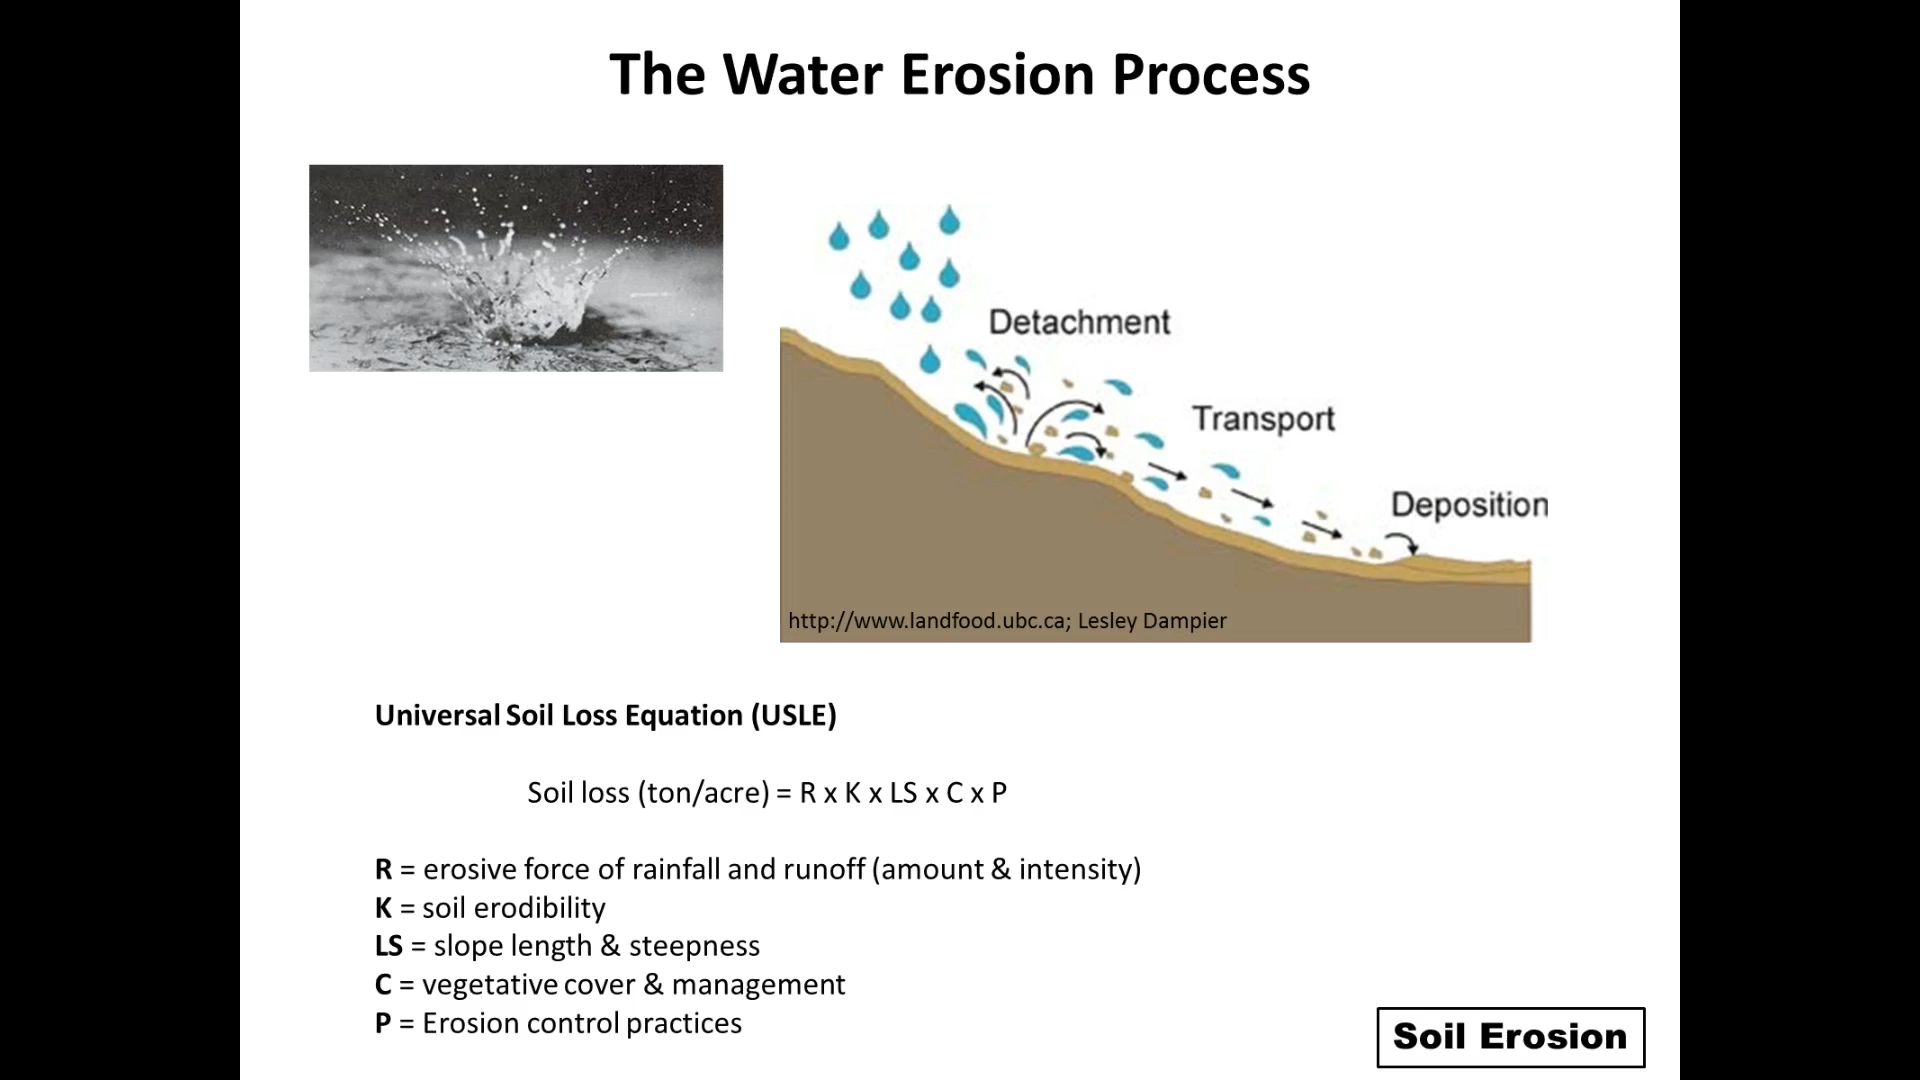 The Water Erosion Process
Detachment
Transport
Deposition
http://www.landfood.ubc.ca; Lesley Dampier
Universal Soil Loss Equation (USLE)
Soil loss (ton/acre) = R x K x LS x C x P
R = erosive force of rainfall and runoff (amount & intensity)
K = soil erodibility
LS = slope length & steepness
C = vegetative cover & management
P = Erosion control practices
Soil Erosion